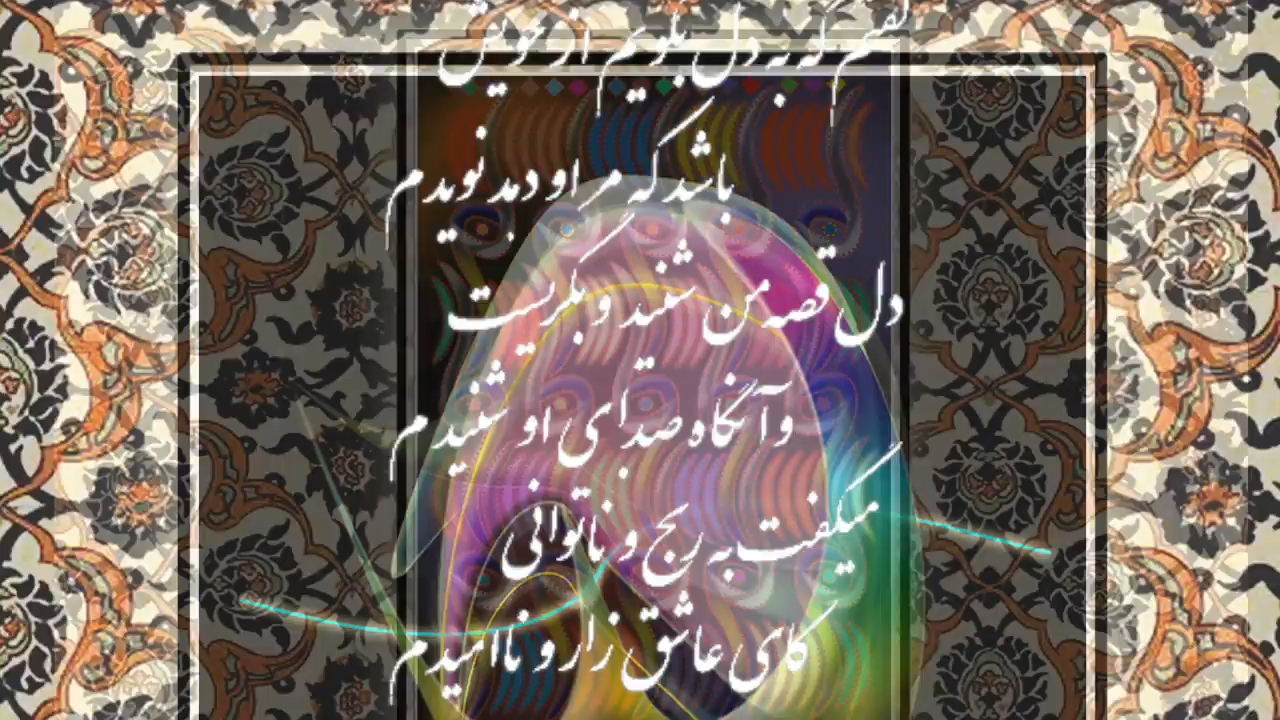 گفتم که به دل بگویم از خویش
باشد که مر او دهد نویدم
دل قصه من شنید و بگریست
وآنگاه صدای او شنیدم
میگفت به رنج و ناتوانی
کای عاشق زار و ناامیدم